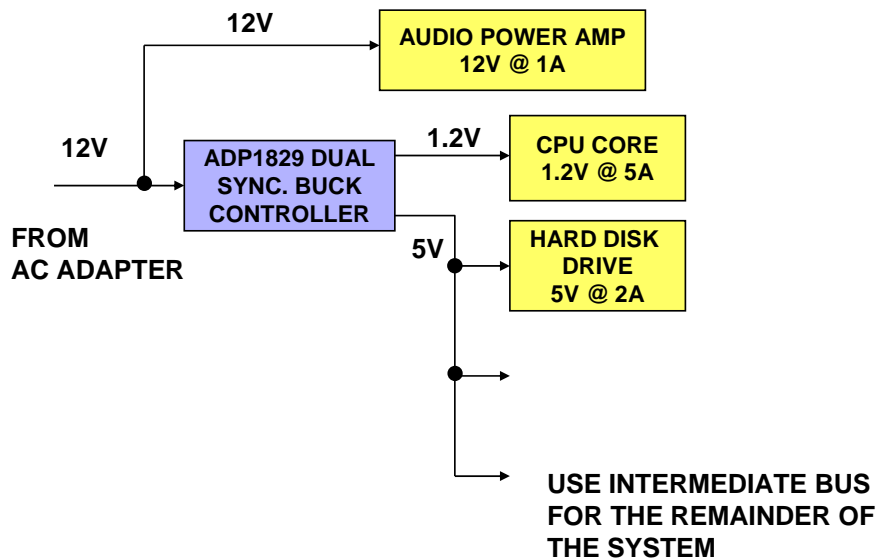 12V
AUDIO POWER AMP
12V @ 1A
12V
ADP1829 DUAL
SYNC. BUCK
CONTROLLER
1.2V
CPU CORE
1.2V @ 5A
FROM
AC ADAPTER
5V
HARD DISK
DRIVE
5V @ 2A
USE INTERMEDIATE BUS
FOR THE REMAINDER OF
THE SYSTEM